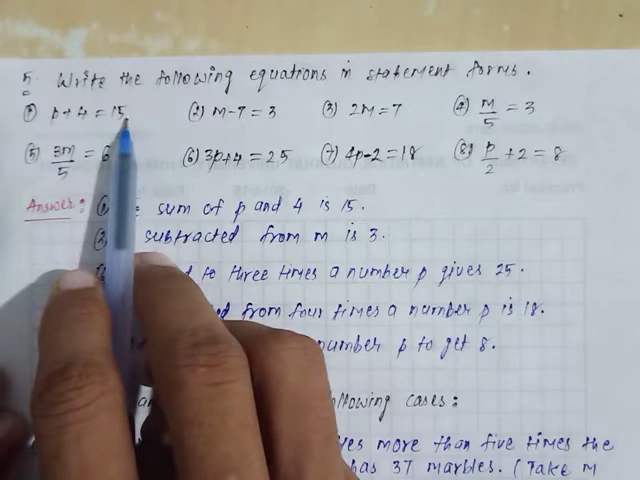 5. Write the following equations in statement forms.
(1) p+4=15 (2) m-7=3 (3) 2m=7 (4) m/5=3
(5) 3m/5=6 (6) 3p+4=25 (7) 4p-2=18 (8) p/2+2=8
Answer: sum of p and 4 is 15.
subtracted from m is 3.
to three times a number p gives 25.
from four times a number p is 18.
number p to get 8.
following cases:
more than five times the
has 37 marbles. (Take m